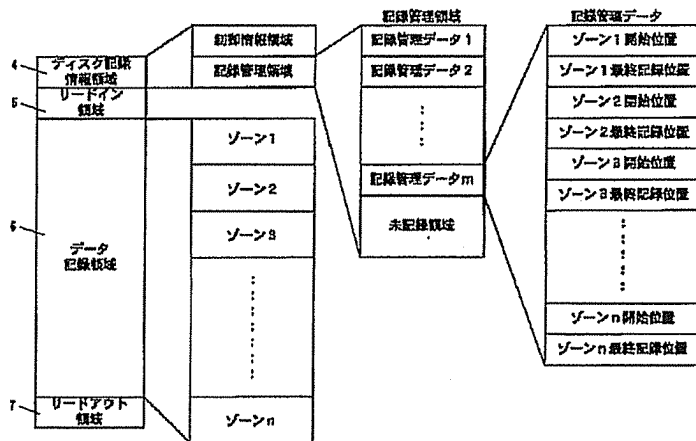 4
ディスク記録
情報領域
5
リードイン
領域
6
データ
記録領域
7
リードアウト
領域
制御情報領域
記録管理領域
ゾーン1
ゾーン2
ゾーン3
ゾーンn
記録管理領域
記録管理データ1
記録管理データ2
記録管理データm
未記録領域
記録管理データ
ゾーン1開始位置
ゾーン1最終記録位置
ゾーン2開始位置
ゾーン2最終記録位置
ゾーン3開始位置
ゾーン3最終記録位置
ゾーンn開始位置
ゾーンn最終記録位置